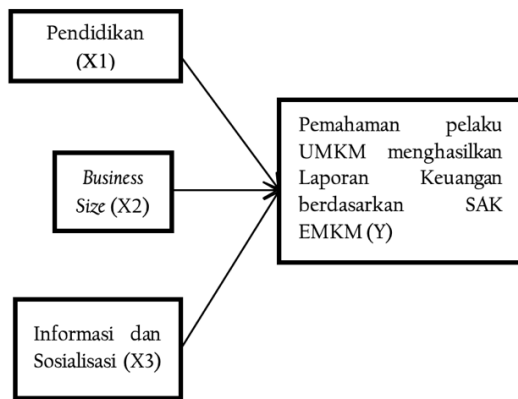 Pendidikan
(X1)
Business
Size (X2)
Informasi dan
Sosialisasi (X3)
Pemahaman pelaku
UMKM menghasilkan
Laporan Keuangan
berdasarkan SAK
EMKM (Y)